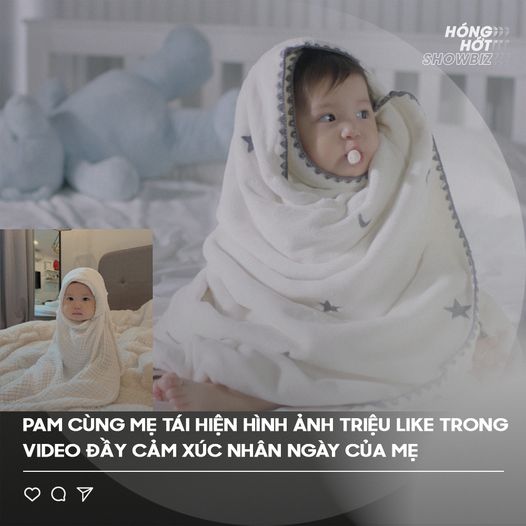 HÓNG
HỚT
SHOWBIZ
PAM CÙNG MẸ TÁI HIỆN HÌNH ẢNH TRIỆU LIKE TRONG
VIDEO ĐẦY CẢM XÚC NHÂN NGÀY CỦA MẸ